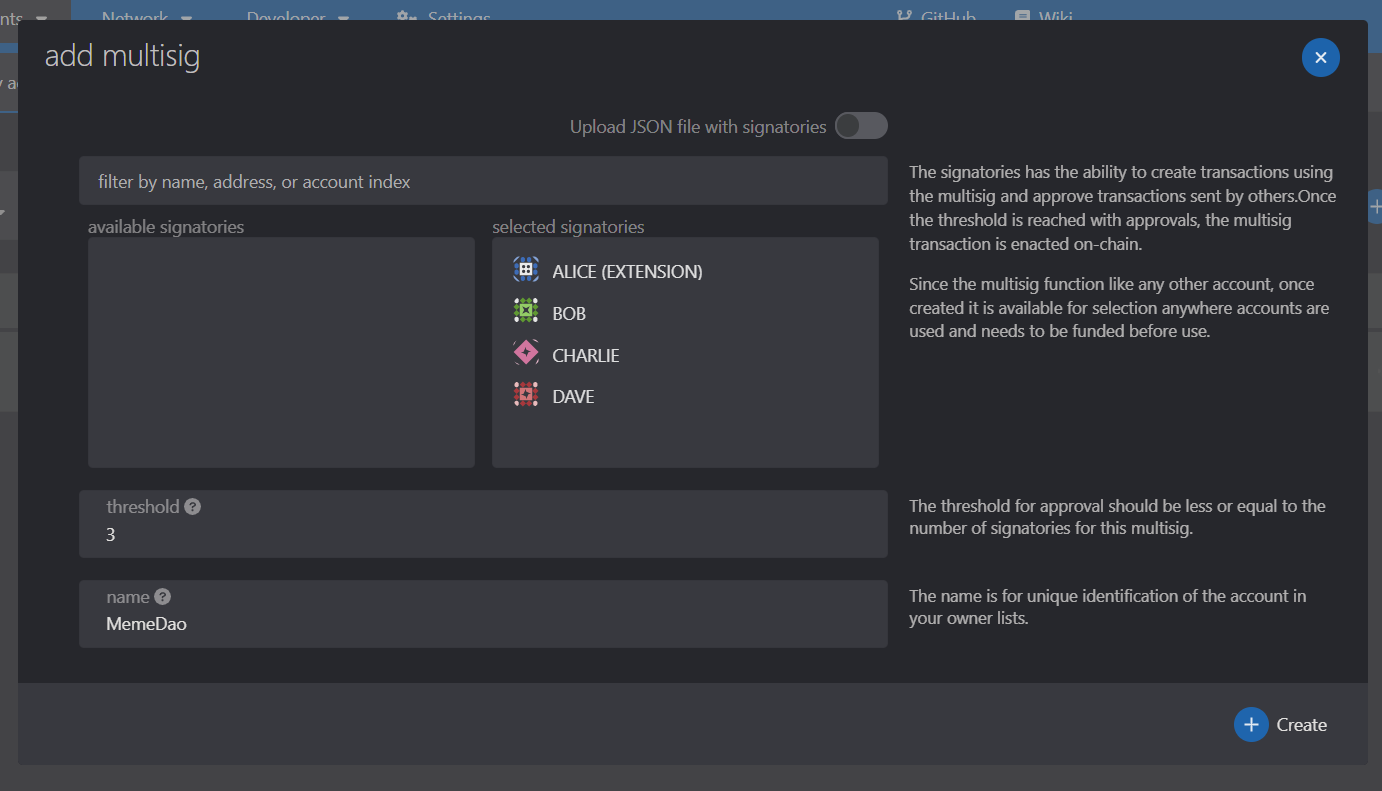 nts
Network
Developer
Settings
GitHub
Wiki
add multisig
Upload JSON file with signatories
filter by name, address, or account index
available signatories
selected signatories
ALICE (EXTENSION)
BOB
CHARLIE
DAVE
The signatories has the ability to create transactions using
the multisig and approve transactions sent by others.Once
the threshold is reached with approvals, the multisig
transaction is enacted on-chain.
Since the multisig function like any other account, once
created it is available for selection anywhere accounts are
used and needs to be funded before use.
threshold
3
The threshold for approval should be less or equal to the
number of signatories for this multisig.
name
MemeDao
The name is for unique identification of the account in
your owner lists.
Create